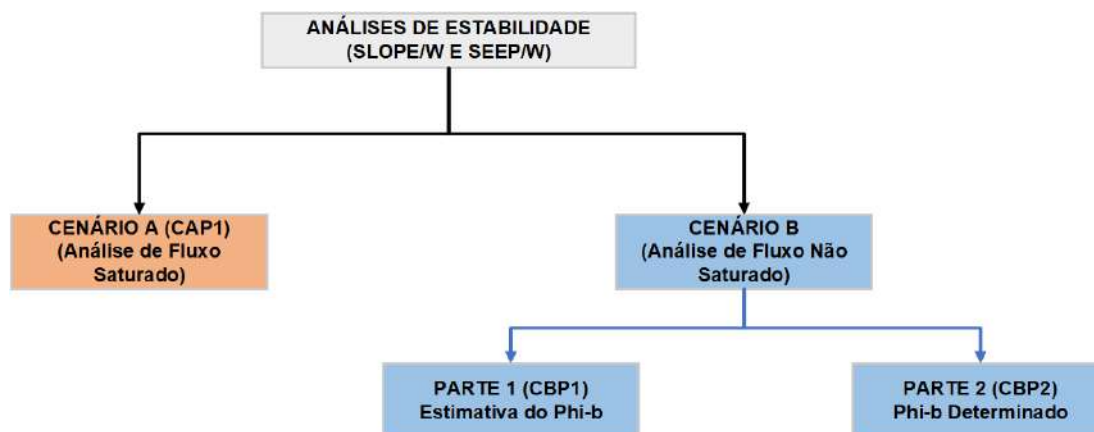 ANÁLISES DE ESTABILIDADE
(SLOPE/W E SEEP/W)
CENÁRIO A (CAP1)
(Análise de Fluxo
Saturado)
CENÁRIO B
(Análise de Fluxo Não
Saturado)
PARTE 1 (CBP1)
Estimativa do Phi-b
PARTE 2 (CBP2)
Phi-b Determinado